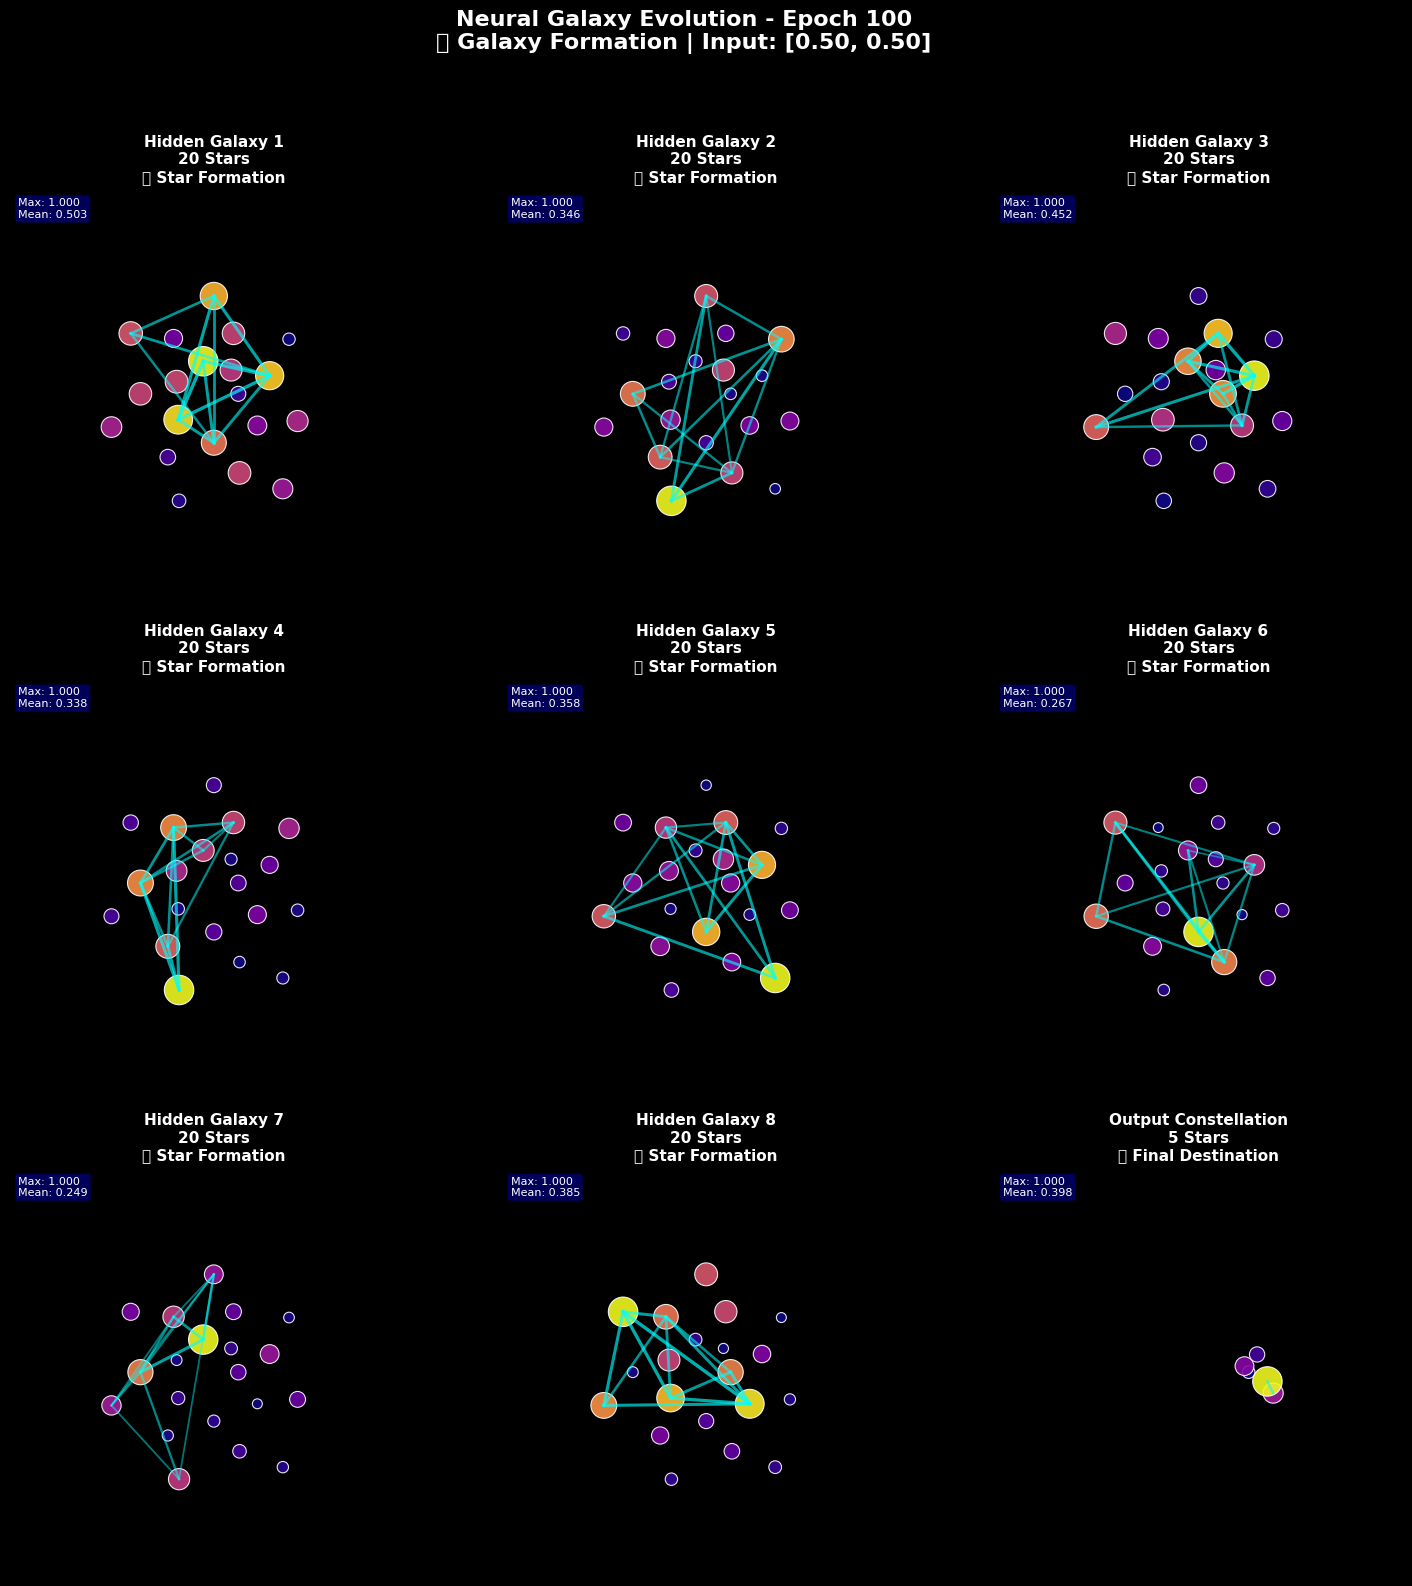 Neural Galaxy Evolution - Epoch 100
▯ Galaxy Formation | Input: [0.50, 0.50]
Hidden Galaxy 1
20 Stars
▯ Star Formation
Max: 1.000
Mean: 0.503
Hidden Galaxy 2
20 Stars
▯ Star Formation
Max: 1.000
Mean: 0.346
Hidden Galaxy 3
20 Stars
▯ Star Formation
Max: 1.000
Mean: 0.452
Hidden Galaxy 4
20 Stars
▯ Star Formation
Max: 1.000
Mean: 0.338
Hidden Galaxy 5
20 Stars
▯ Star Formation
Max: 1.000
Mean: 0.358
Hidden Galaxy 6
20 Stars
▯ Star Formation
Max: 1.000
Mean: 0.267
Hidden Galaxy 7
20 Stars
▯ Star Formation
Max: 1.000
Mean: 0.249
Hidden Galaxy 8
20 Stars
▯ Star Formation
Max: 1.000
Mean: 0.385
Output Constellation
5 Stars
▯ Final Destination
Max: 1.000
Mean: 0.398